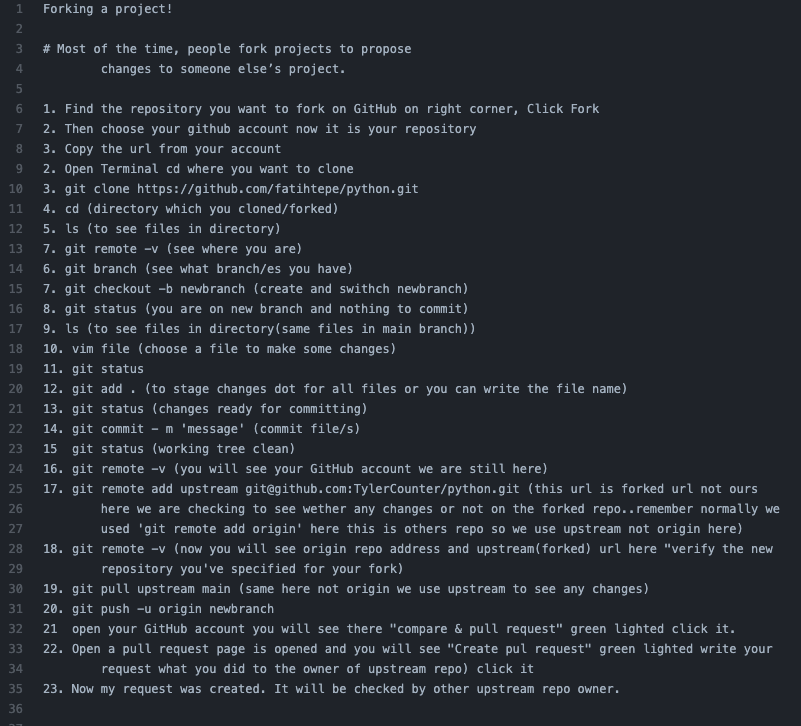 1 Forking a project!
2
3 # Most of the time, people fork projects to propose
4 changes to someone else’s project.
5
6 1. Find the repository you want to fork on GitHub on right corner, Click Fork
7 2. Then choose your github account now it is your repository
8 3. Copy the url from your account
9 2. Open Terminal cd where you want to clone
10 3. git clone https://github.com/fatihtepe/python.git
11 4. cd (directory which you cloned/forked)
12 5. ls (to see files in directory)
13 7. git remote -v (see where you are)
14 6. git branch (see what branch/es you have)
15 7. git checkout -b newbranch (create and swithch newbranch)
16 8. git status (you are on new branch and nothing to commit)
17 9. ls (to see files in directory(same files in main branch))
18 10. vim file (choose a file to make some changes)
19 11. git status
20 12. git add . (to stage changes dot for all files or you can write the file name)
21 13. git status (changes ready for committing)
22 14. git commit - m 'message' (commit file/s)
23 15  git status (working tree clean)
24 16. git remote -v (you will see your GitHub account we are still here)
25 17. git remote add upstream git@github.com:TylerCounter/python.git (this url is forked url not ours
26 here we are checking to see wether any changes or not on the forked repo..remember normally we
27 used 'git remote add origin' here this is others repo so we use upstream not origin here)
28 18. git remote -v (now you will see origin repo address and upstream(forked) url here "verify the new
29 repository you've specified for your fork)
30 19. git pull upstream main (same here not origin we use upstream to see any changes)
31 20. git push -u origin newbranch
32 21  open your GitHub account you will see there "compare & pull request" green lighted click it.
33 22. Open a pull request page is opened and you will see "Create pul request" green lighted write your
34 request what you did to the owner of upstream repo) click it
35 23. Now my request was created. It will be checked by other upstream repo owner.
36